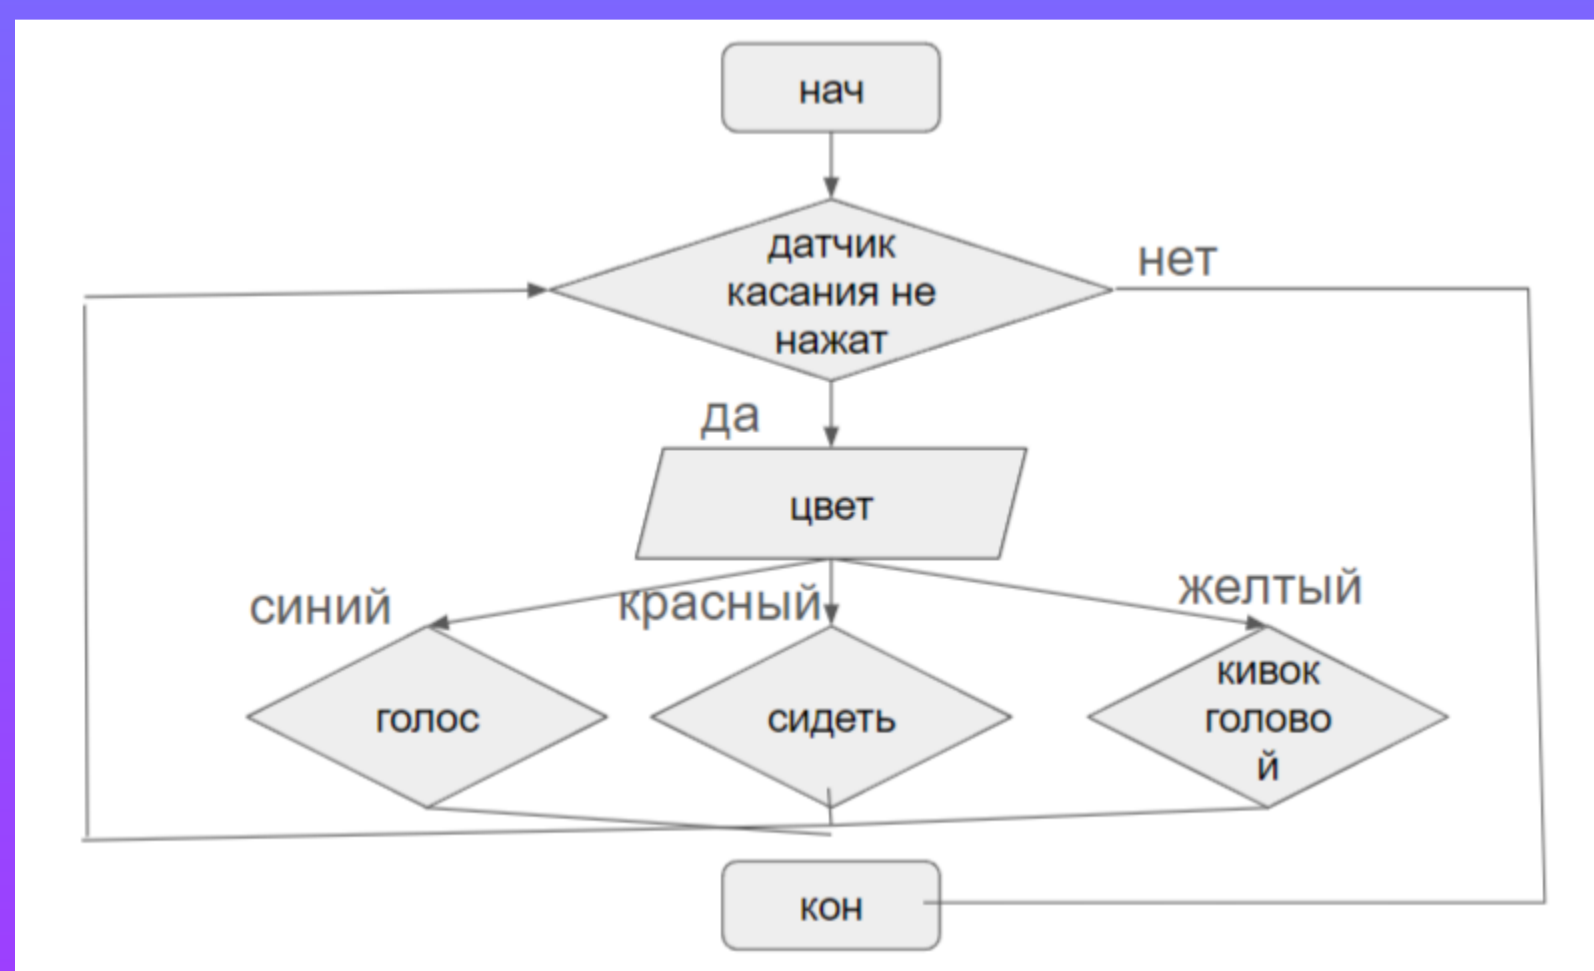 нач
датчик
касания не
нажат
нет
да
цвет
синий
красный
желтый
голос
сидеть
кивок
голово
й
кон